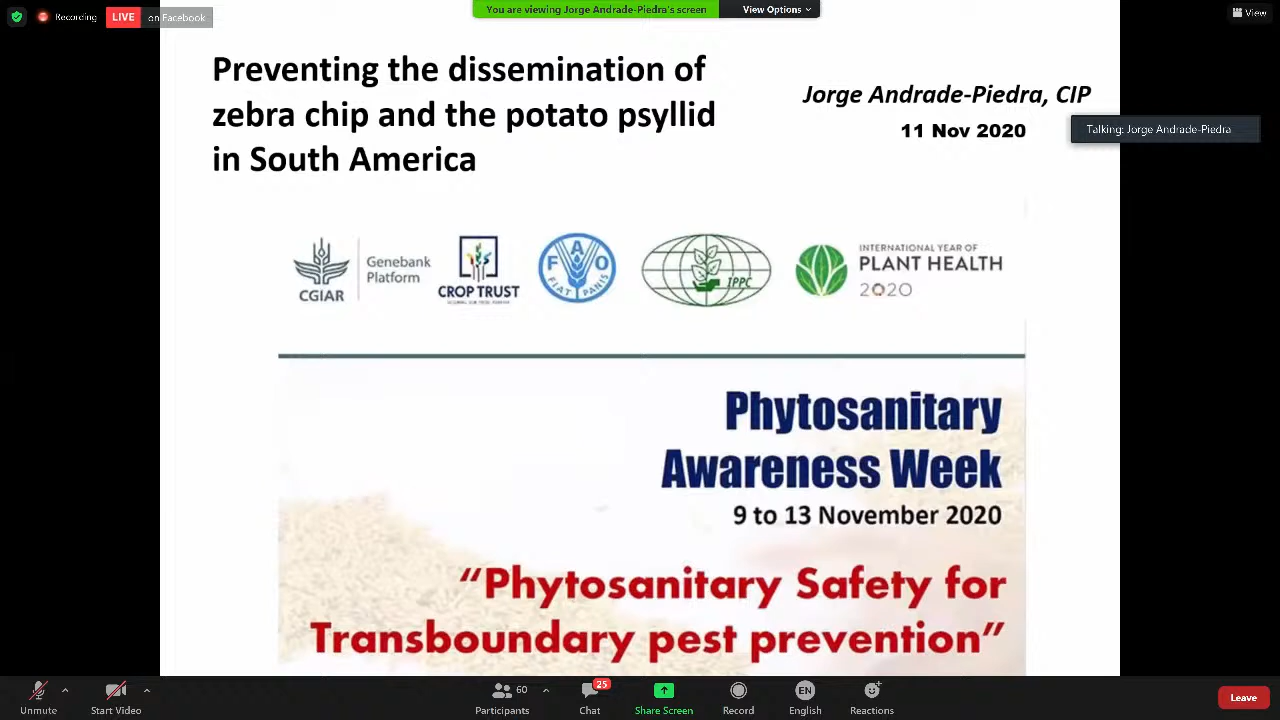 Recording
LIVE on Facebook
You are viewing Jorge Andrade-Piedra's screen
View Options
View
Preventing the dissemination of
zebra chip and the potato psyllid
in South America
Jorge Andrade-Piedra, CIP
11 Nov 2020
Talking: Jorge Andrade-Piedra
CGIAR
Genebank
Platform
CROP TRUST
FAO
FIAT PANIS
IPPC
INTERNATIONAL YEAR OF
PLANT HEALTH
2020
Phytosanitary
Awareness Week
9 to 13 November 2020
“Phytosanitary Safety for
Transboundary pest prevention”
Unmute
Start Video
60
Participants
25
Chat
Share Screen
Record
EN
English
Reactions
Leave